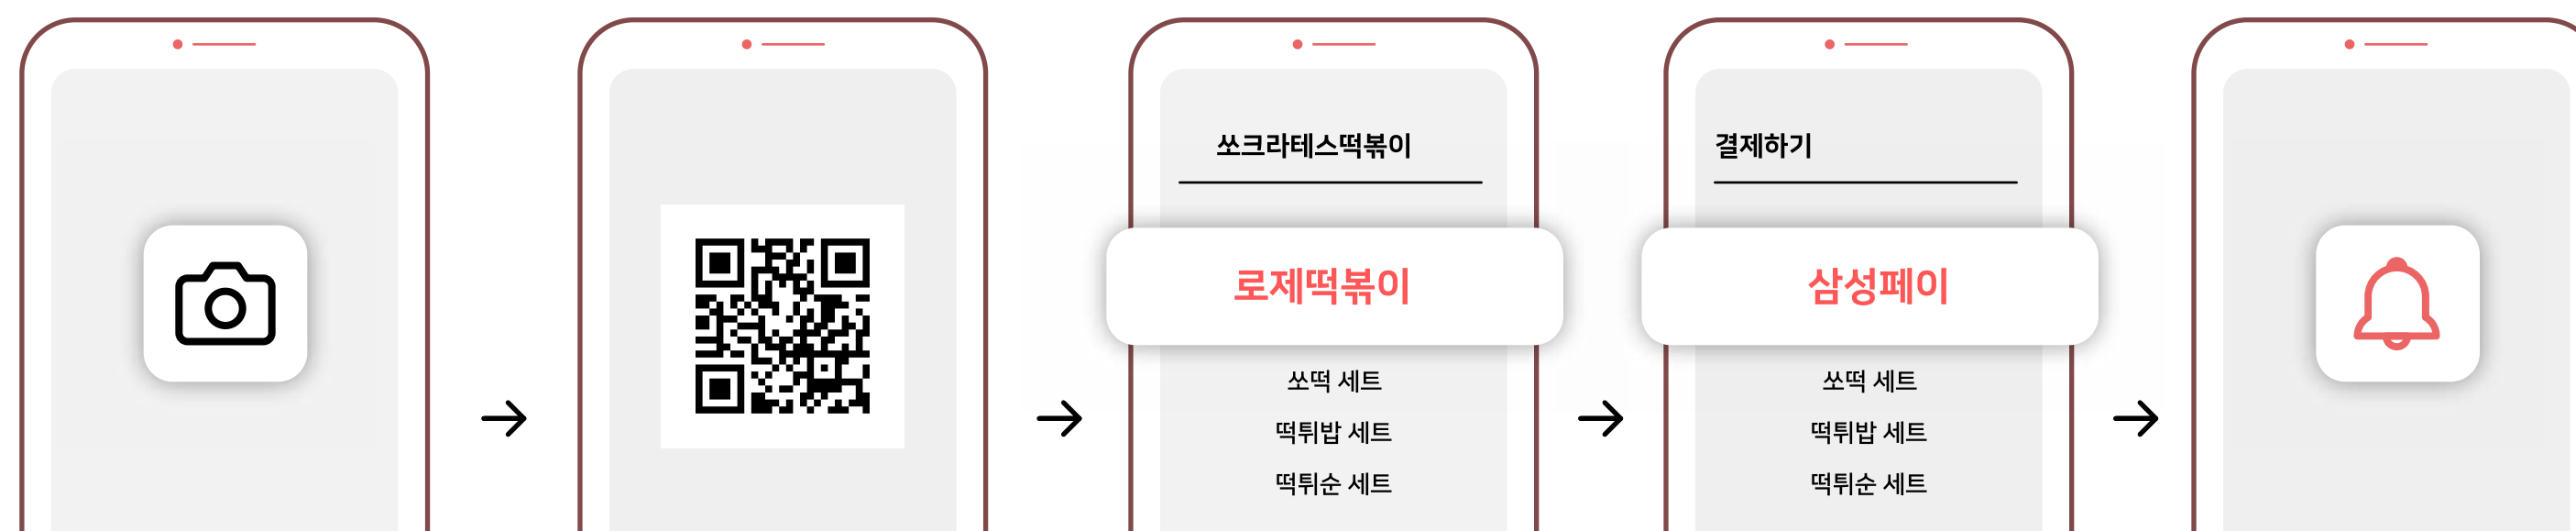 쏘크라테스떡볶이
로제떡볶이
쏘떡 세트
떡튀밥 세트
떡튀순 세트
결제하기
삼성페이
쏘떡 세트
떡튀밥 세트
떡튀순 세트